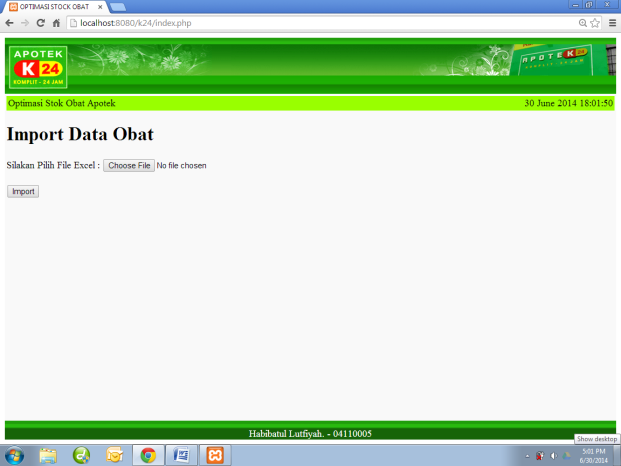 OPTIMASI STOCK OBAT
localhost:8080/k24/index.php
APOTEK
K 24
KOMPLIT - 24 JAM
APOTEK K 24
KOMPLIT - 24 JAM
Optimasi Stok Obat Apotek
30 June 2014 18:01:50
Import Data Obat
Silakan Pilih File Excel : Choose File No file chosen
Import
Habibatul Lutfiyah. - 04110005
Show desktop
5:01 PM
6/30/2014